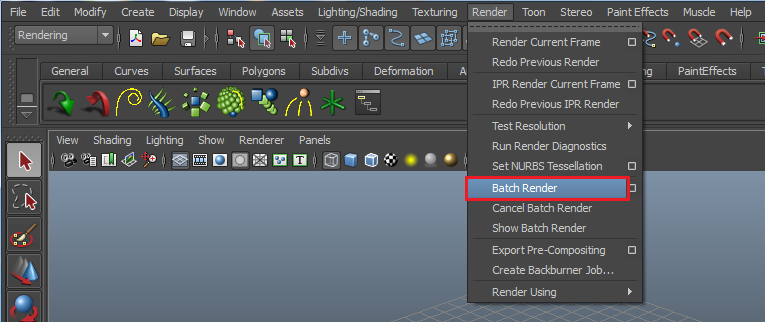 File Edit Modify Create Display Window Assets Lighting/Shading Texturing Render Toon Stereo Paint Effects Muscle Help
Rendering
General Curves Surfaces Polygons Subdivs Deformation PaintEffects T
View Shading Lighting Show Renderer Panels
T
Render Current Frame
Redo Previous Render
IPR Render Current Frame
Redo Previous IPR Render
Test Resolution
Run Render Diagnostics
Set NURBS Tessellation
Batch Render
Cancel Batch Render
Show Batch Render
Export Pre-Compositing
Create Backburner Job...
Render Using